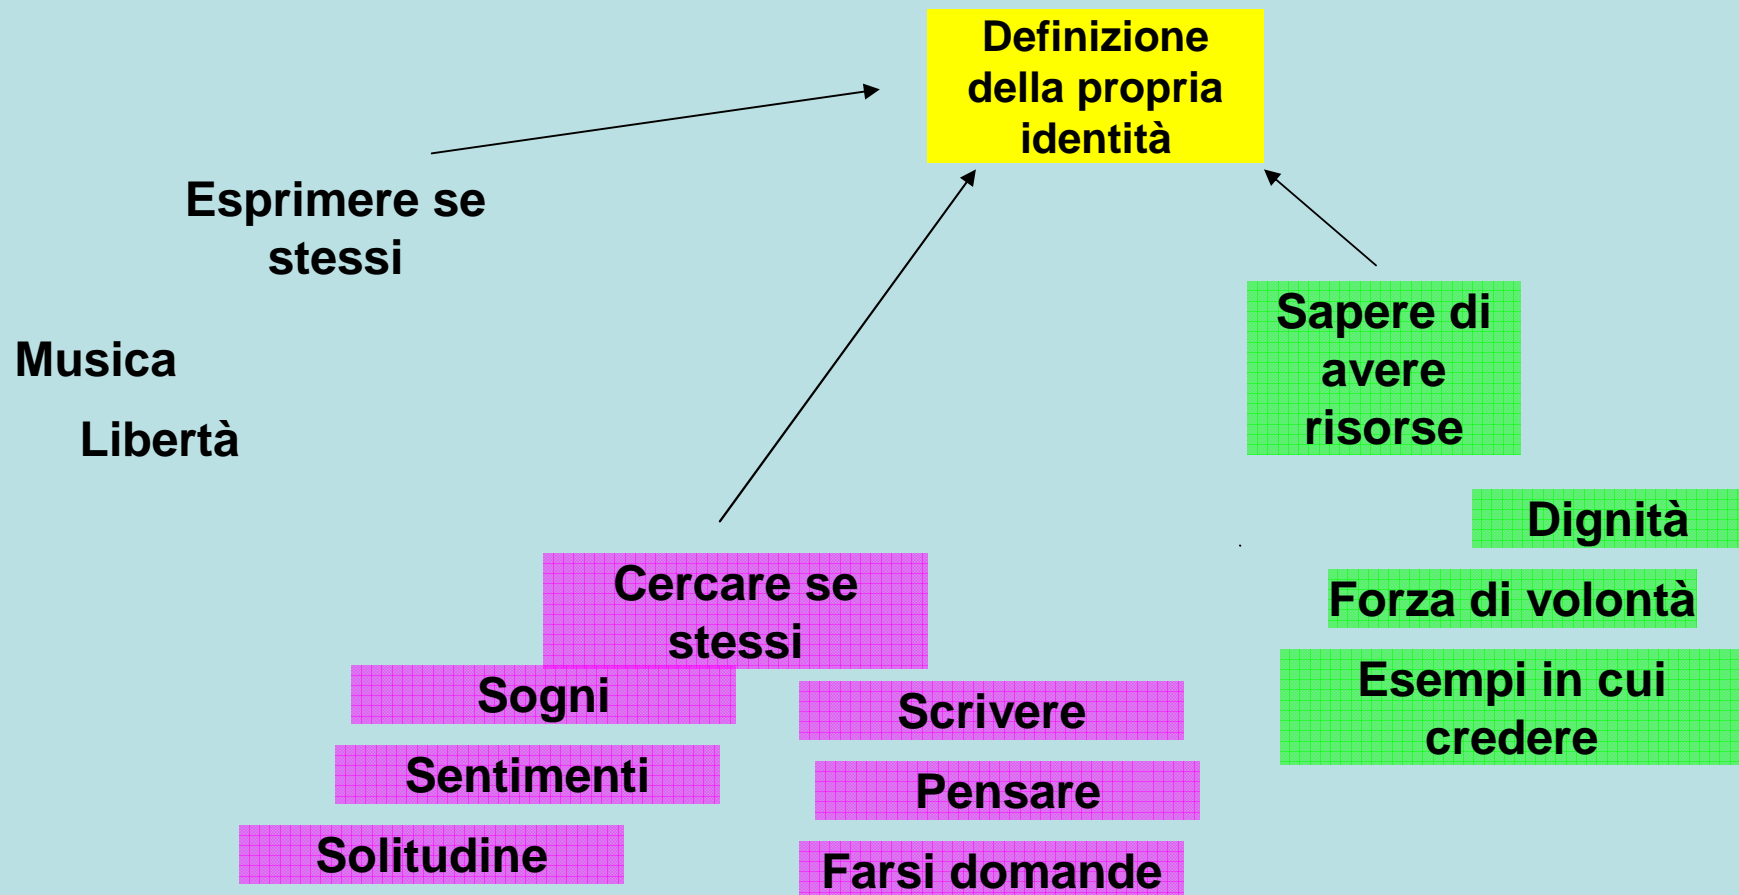 Definizione
della propria
identità
Esprimere se
stessi
Musica
Libertà
Sapere di
avere
risorse
Dignità
Forza di volontà
Esempi in cui
credere
Cercare se
stessi
Sogni
Sentimenti
Solitudine
Scrivere
Pensare
Farsi domande